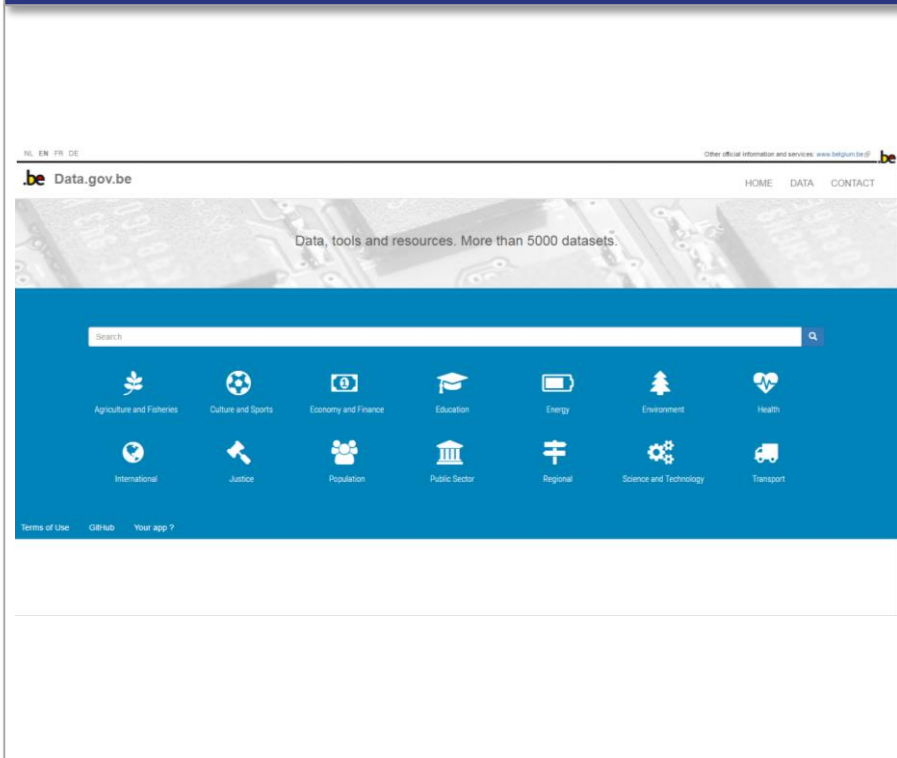 NL EN FR DE
Other official information and services: www.belgium.be
.be
.be Data.gov.be
HOME DATA CONTACT
Data, tools and resources. More than 5000 datasets.
Search
Agriculture and Fisheries Culture and Sports Economy and Finance Education Energy Environment Health
International Justice Population Public Sector Regional Science and Technology Transport
Terms of Use GitHub Your app ?